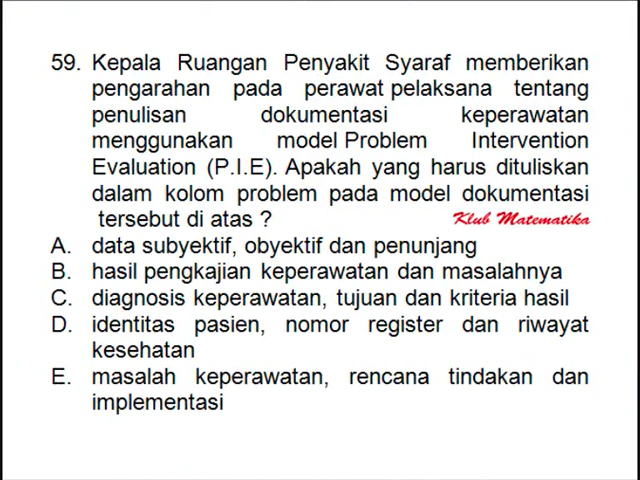 59. Kepala Ruangan Penyakit Syaraf memberikan
pengarahan pada perawat pelaksana tentang
penulisan dokumentasi keperawatan
menggunakan model Problem Intervention
Evaluation (P.I.E). Apakah yang harus dituliskan
dalam kolom problem pada model dokumentasi
tersebut di atas ?
Klub Matematika
A. data subyektif, obyektif dan penunjang
B. hasil pengkajian keperawatan dan masalahnya
C. diagnosis keperawatan, tujuan dan kriteria hasil
D. identitas pasien, nomor register dan riwayat
kesehatan
E. masalah keperawatan, rencana tindakan dan
implementasi